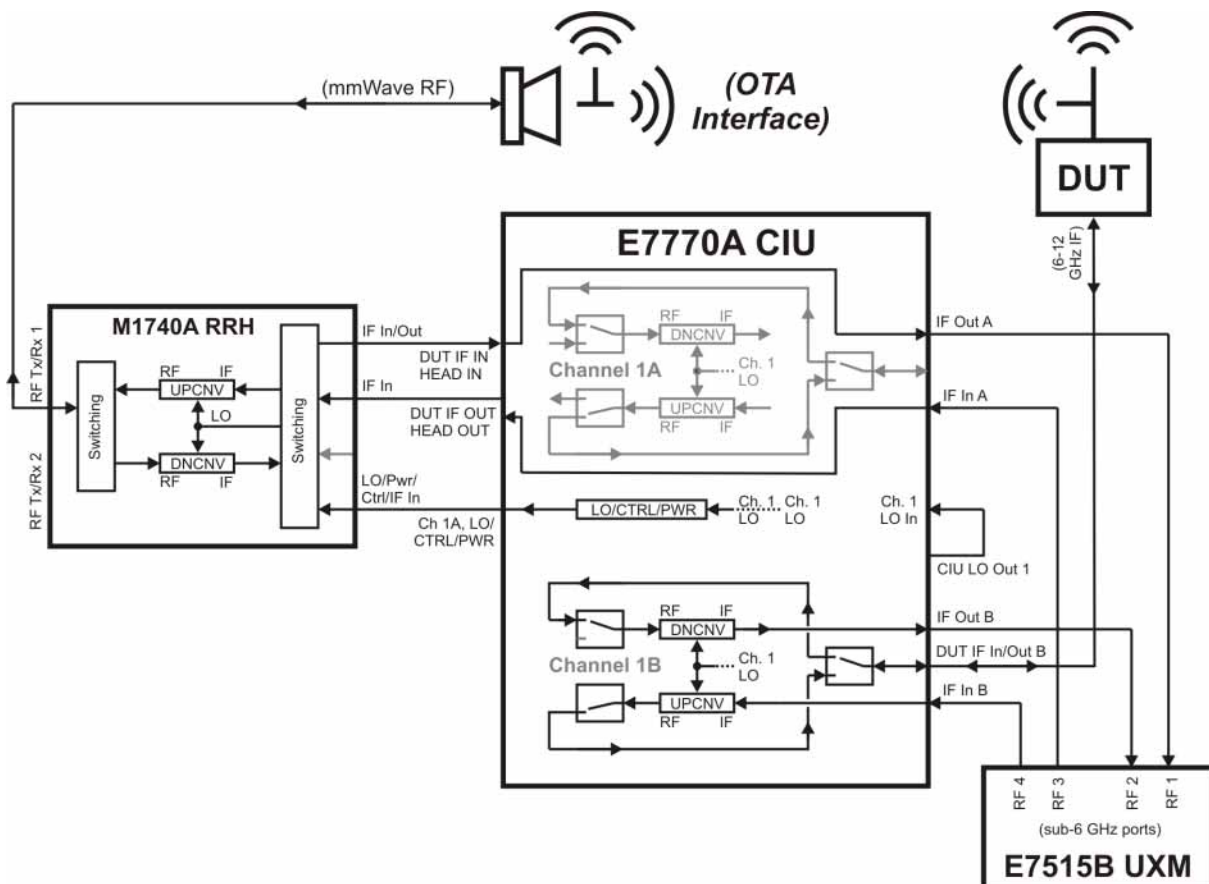 (mmWave RF)
(OTA
Interface)
DUT
(6-12
GHz IF)
E7770A CIU
M1740A RRH
RF Tx/Rx 1
RF Tx/Rx 2
Switching
RF
IF
UPCNV
LO
DNCNV
RF
IF
Switching
IF In/Out
DUT IF IN
HEAD IN
IF In
DUT IF OUT
HEAD OUT
LO/Pwr/
Ctrl/IF In
Ch 1A, LO/
CTRL/PWR
RF
IF
DNCNV
Channel 1A
Ch. 1
LO
UPCNV
RF
IF
LO/CTRL/PWR
Ch. 1
LO
Ch. 1
LO
Ch. 1
LO In
CIU LO Out 1
RF
IF
DNCNV
Channel 1B
Ch. 1
LO
UPCNV
RF
IF
IF Out A
IF In A
IF Out B
DUT IF In/Out B
IF In B
RF 4
RF 3
RF 2
RF 1
(sub-6 GHz ports)
E7515B UXM